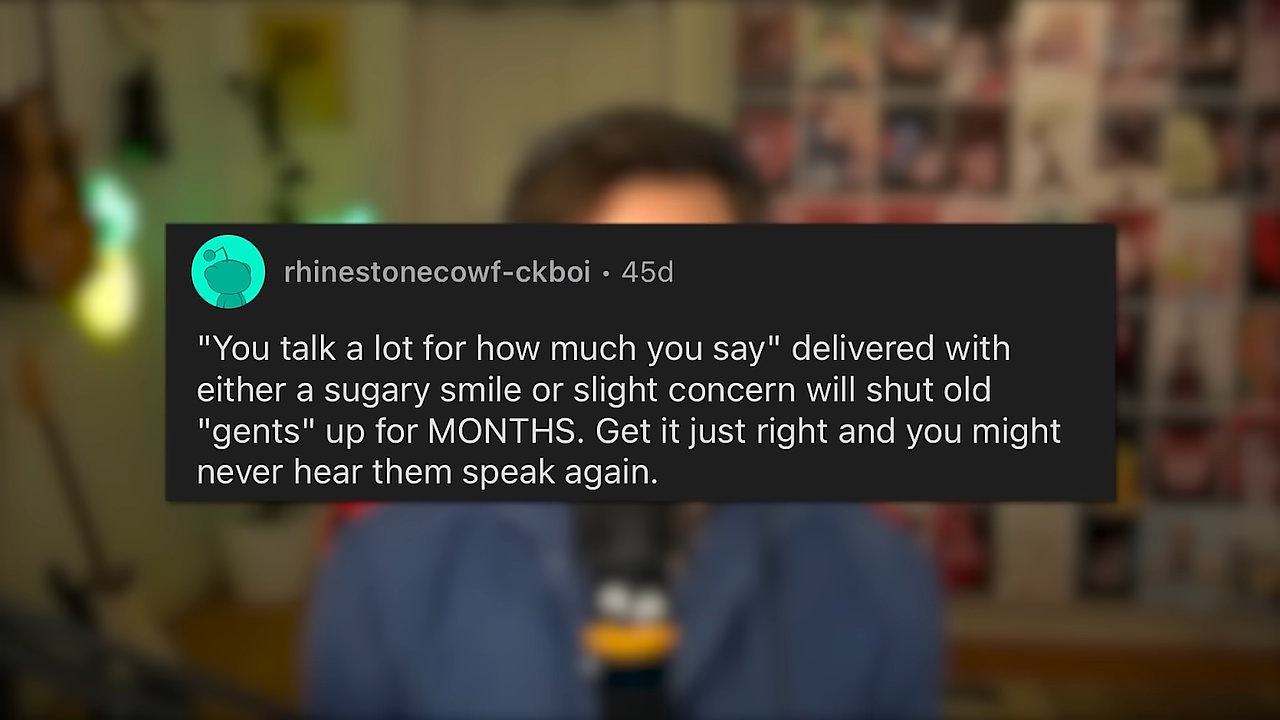 rhinestonecowf-ckboi • 45d
"You talk a lot for how much you say" delivered with
either a sugary smile or slight concern will shut old
"gents" up for MONTHS. Get it just right and you might
never hear them speak again.